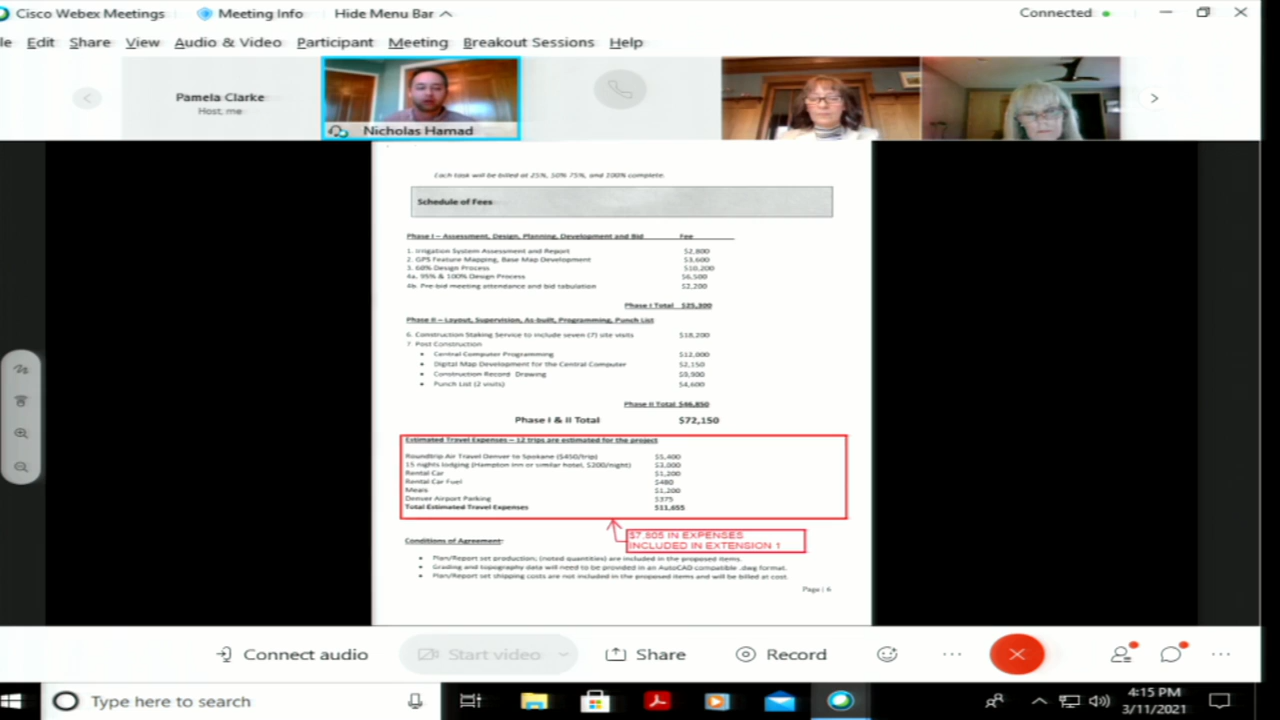 Cisco Webex Meetings Meeting Info Hide Menu Bar Connected
le Edit Share View Audio & Video Participant Meeting Breakout Sessions Help
Pamela Clarke
Host, me
Nicholas Hamad
Each task will be billed at 25%, 50% 75%, and 100% complete.
Schedule of Fees
Phase I – Assessment, Design, Planning, Development and Bid Fee
1. Irrigation System Assessment and Report $2,800
2. GPS Feature Mapping, Base Map Development $3,600
3. 60% Design Process $10,200
4a. 95% & 100% Design Process $6,500
4b. Pre-bid meeting attendance and bid tabulation $2,200
Phase I Total $25,300
Phase II – Layout, Supervision, As-built, Programming, Punch List
6. Construction Staking Service to include seven (7) site visits $18,200
7 Post Construction
• Central Computer Programming $12,000
• Digital Map Development for the Central Computer $2,150
• Construction Record Drawing $9,900
• Punch List (2 visits) $4,600
Phase II Total $46,850
Phase I & II Total $72,150
Estimated Travel Expenses – 12 trips are estimated for the project
Roundtrip Air Travel Denver to Spokane ($450/trip) $5,400
15 nights lodging (Hampton Inn or similar hotel, $200/night) $3,000
Rental Car $1,200
Rental Car Fuel $480
Meals $1,200
Denver Airport Parking $375
Total Estimated Travel Expenses $11,655
$7,805 IN EXPENSES
INCLUDED IN EXTENSION 1
Conditions of Agreement:
• Plan/Report set production; (noted quantities) are included in the proposed items.
• Grading and topography data will need to be provided in an AutoCAD compatible .dwg format.
• Plan/Report set shipping costs are not included in the proposed items and will be billed at cost.
Page | 6
Connect audio Start video Share Record
Type here to search
4:15 PM
3/11/2021